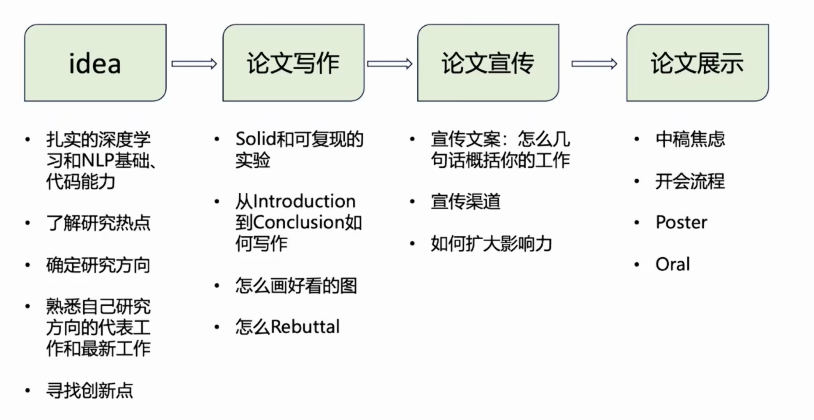 idea
论文写作
论文宣传
论文展示
• 扎实的深度学
习和NLP基础、
代码能力
• 了解研究热点
• 确定研究方向
• 熟悉自己研究
方向的代表工
作和最新工作
• 寻找创新点
• Solid和可复现的
实验
• 从Introduction
到Conclusion如
何写作
• 怎么画好看的图
• 怎么Rebuttal
• 宣传文案：怎么几
句话概括你的工作
• 宣传渠道
• 如何扩大影响力
• 中稿焦虑
• 开会流程
• Poster
• Oral